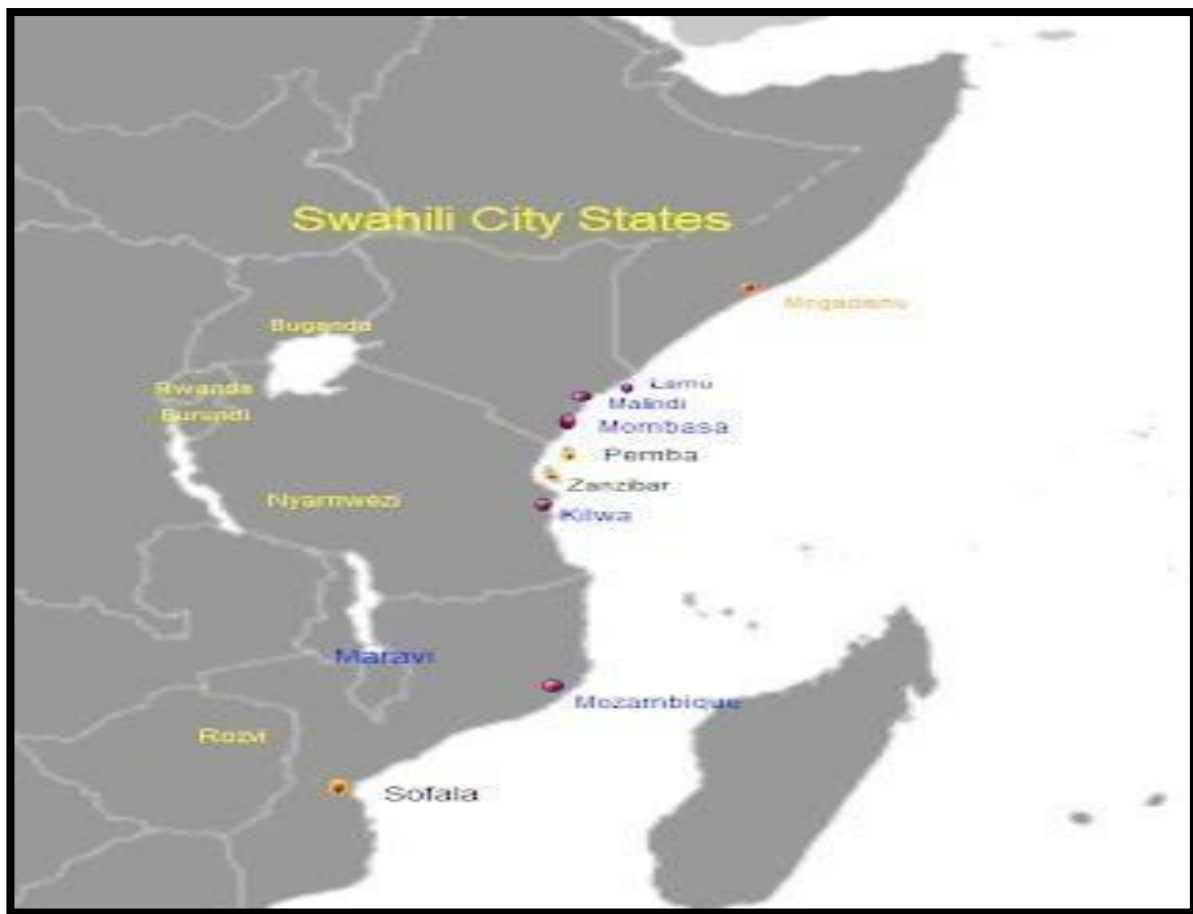 Swahili City States
Mogadishu
Buganda
Lamu
Rwanda
Malindi
Burundi
Mombasa
Pemba
Zanzibar
Nyamwezi
Kilwa
Maravi
Mozambique
Rozvi
Sofala